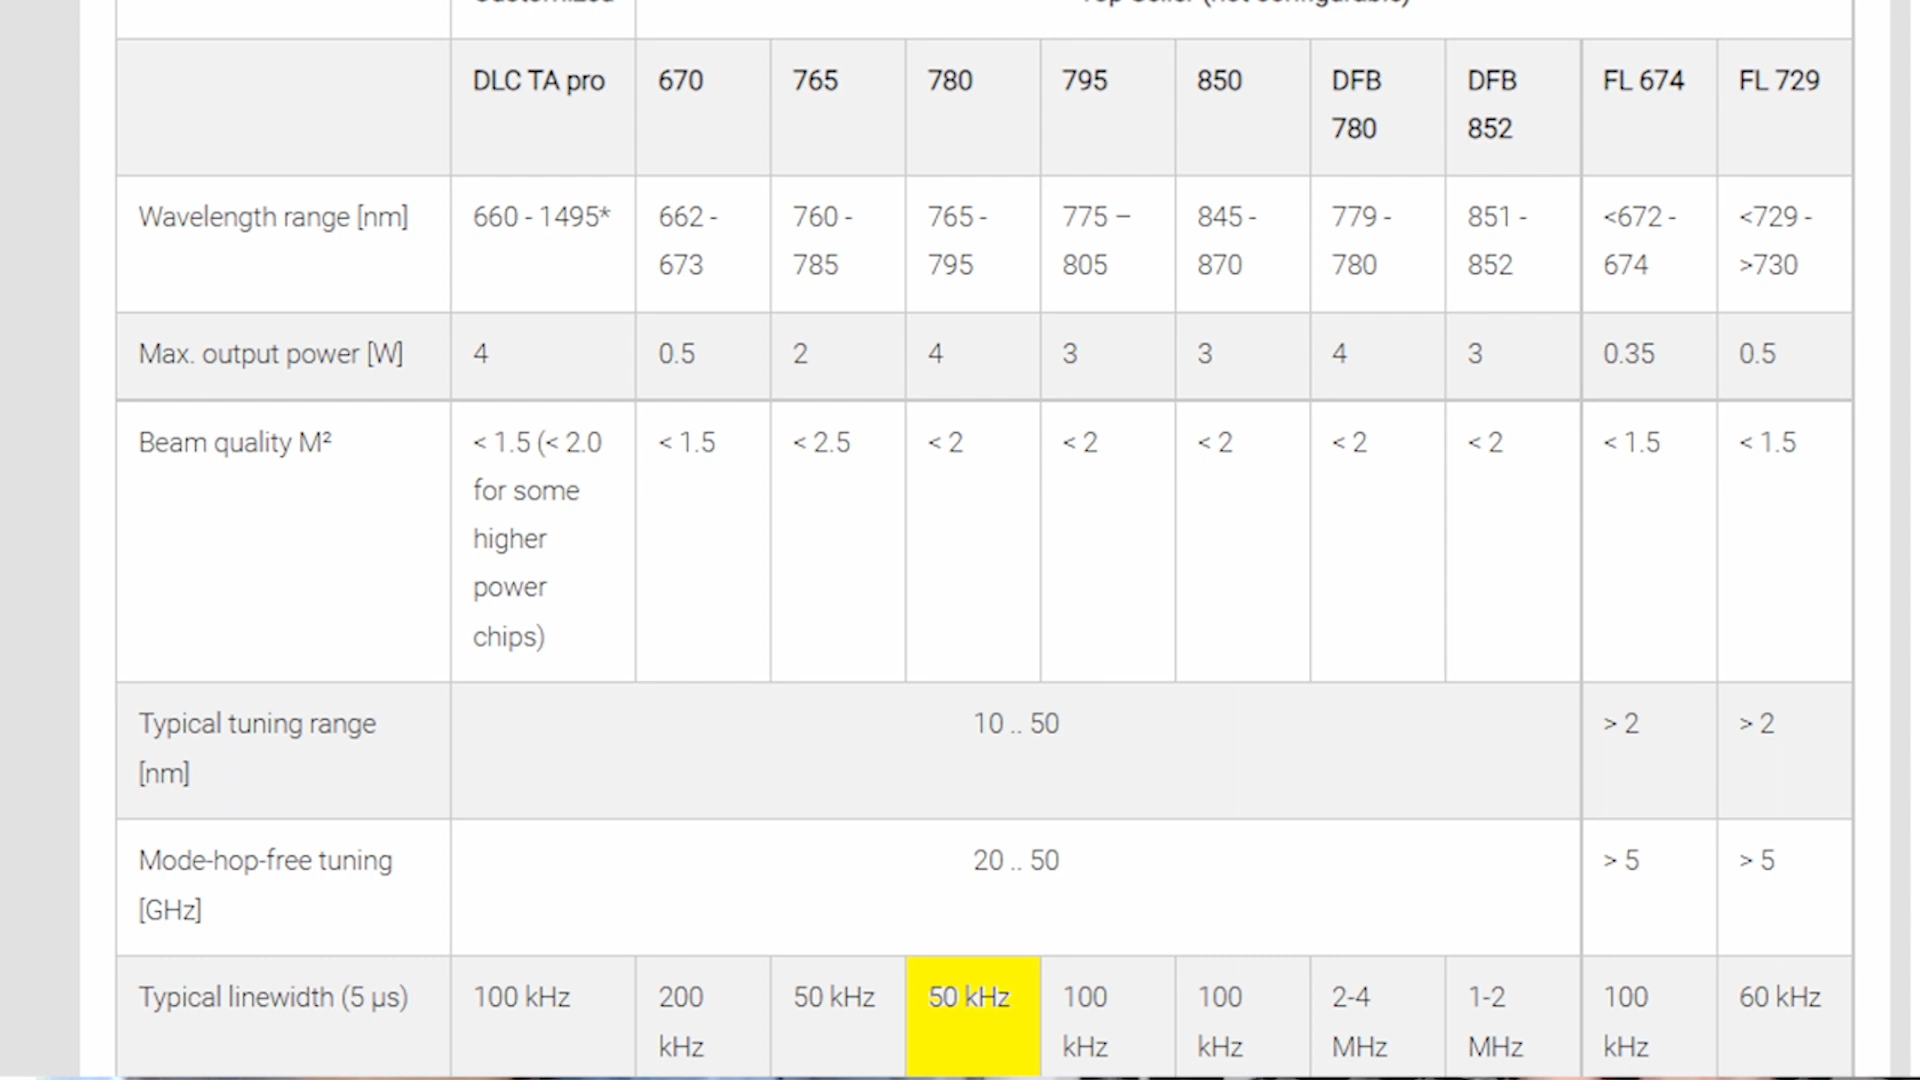 Customized Top Seller (not configurable)
DLC TA pro 670 765 780 795 850 DFB 780 DFB 852 FL 674 FL 729
Wavelength range [nm] 660 - 1495* 662 - 673 760 - 785 765 - 795 775 – 805 845 - 870 779 - 780 851 - 852 <672 - 674 <729 - >730
Max. output power [W] 4 0.5 2 4 3 3 4 3 0.35 0.5
Beam quality M² < 1.5 (< 2.0 for some higher power chips) < 1.5 < 2.5 < 2 < 2 < 2 < 2 < 2 < 1.5 < 1.5
Typical tuning range [nm] 10 .. 50 > 2 > 2
Mode-hop-free tuning [GHz] 20 .. 50 > 5 > 5
Typical linewidth (5 μs) 100 kHz 200 kHz 50 kHz 50 kHz 100 kHz 100 kHz 2-4 MHz 1-2 MHz 100 kHz 60 kHz